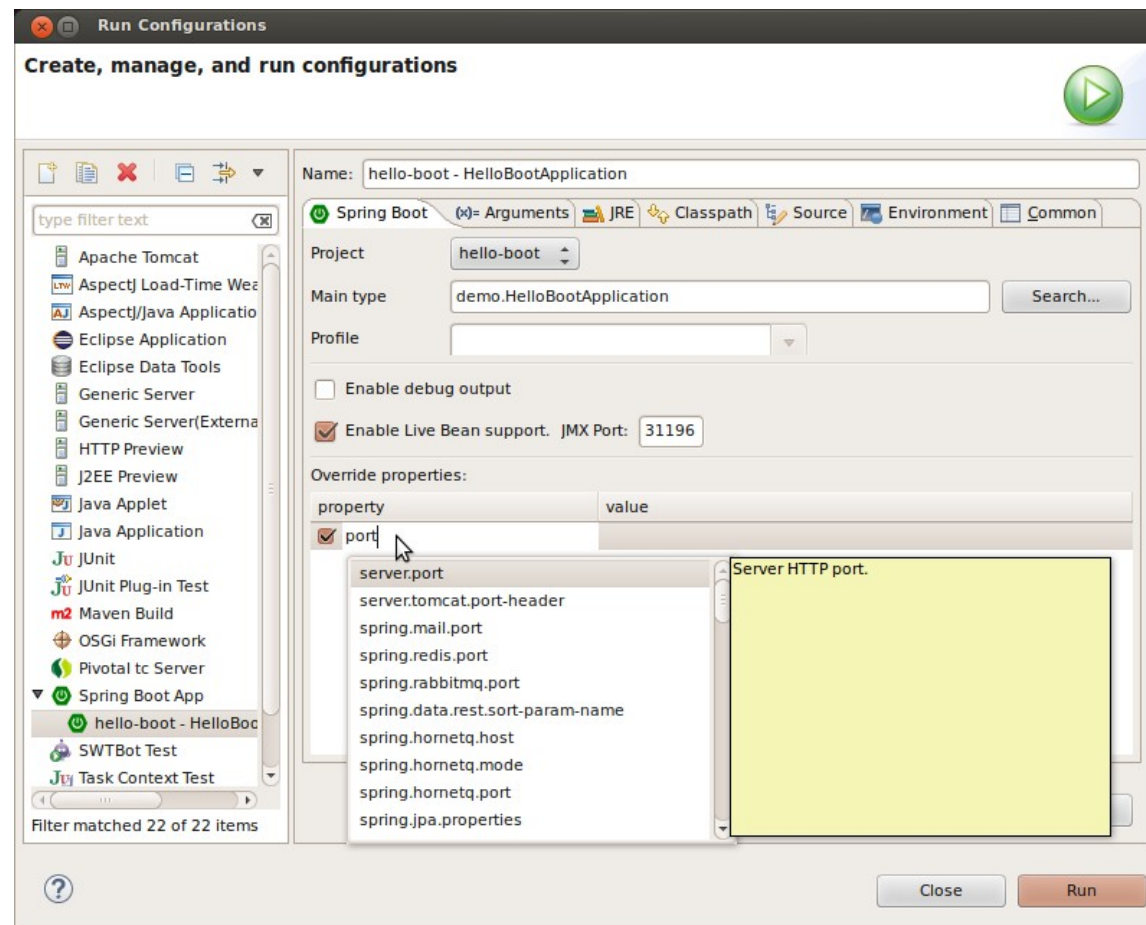 Run Configurations
Create, manage, and run configurations
type filter text
Apache Tomcat
LTW AspectJ Load-Time Wea
AJ AspectJ/Java Applicatio
Eclipse Application
Eclipse Data Tools
Generic Server
Generic Server(Externa
HTTP Preview
J2EE Preview
Java Applet
J Java Application
Ju JUnit
Ju JUnit Plug-in Test
m2 Maven Build
OSGi Framework
Pivotal tc Server
Spring Boot App
hello-boot - HelloBoo
SWTBot Test
Ju Task Context Test
Filter matched 22 of 22 items
Name: hello-boot - HelloBootApplication
Spring Boot (x)= Arguments JRE Classpath Source Environment Common
Project hello-boot
Main type demo.HelloBootApplication Search...
Profile
Enable debug output
Enable Live Bean support. JMX Port: 31196
Override properties:
property value
port
server.port
server.tomcat.port-header
spring.mail.port
spring.redis.port
spring.rabbitmq.port
spring.data.rest.sort-param-name
spring.hornetq.host
spring.hornetq.mode
spring.hornetq.port
spring.jpa.properties
Server HTTP port.
? Close Run